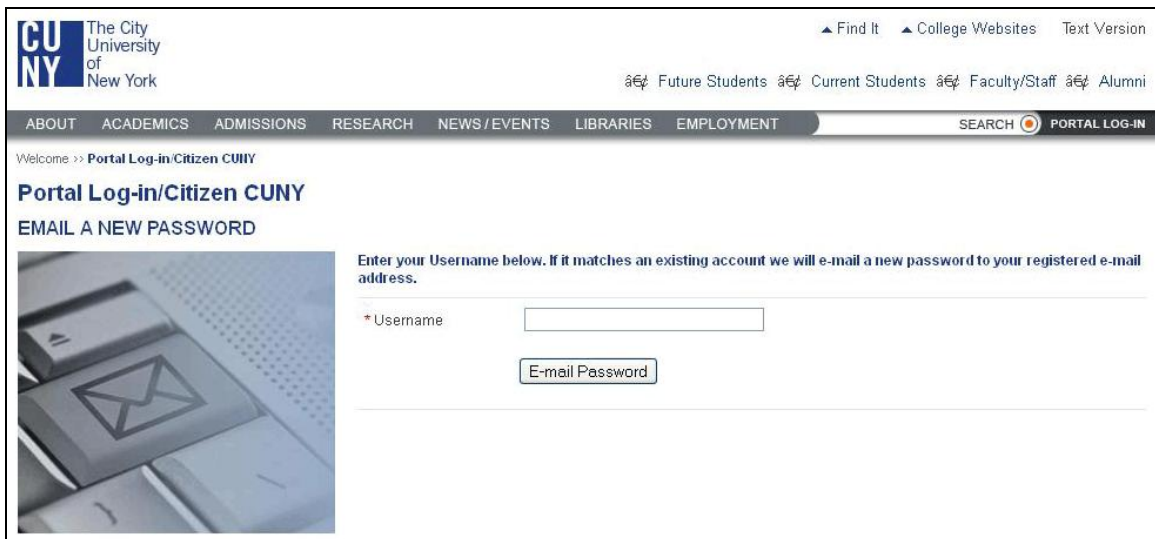 CU
NY
The City
University
of
New York
▲ Find It ▲ College Websites Text Version
â€¢ Future Students â€¢ Current Students â€¢ Faculty/Staff â€¢ Alumni
ABOUT ACADEMICS ADMISSIONS RESEARCH NEWS / EVENTS LIBRARIES EMPLOYMENT SEARCH PORTAL LOG-IN
Welcome >> Portal Log-in/Citizen CUNY
Portal Log-in/Citizen CUNY
EMAIL A NEW PASSWORD
Enter your Username below. If it matches an existing account we will e-mail a new password to your registered e-mail
address.
* Username
E-mail Password